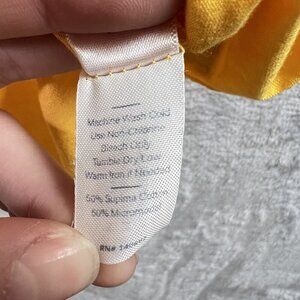 Machine Wash Cold
Use Non-Chlorine
Bleach Only
Tumble Dry Low
Warm Iron if Needed
50% Supima Cotton
50% Micromodal
RN#